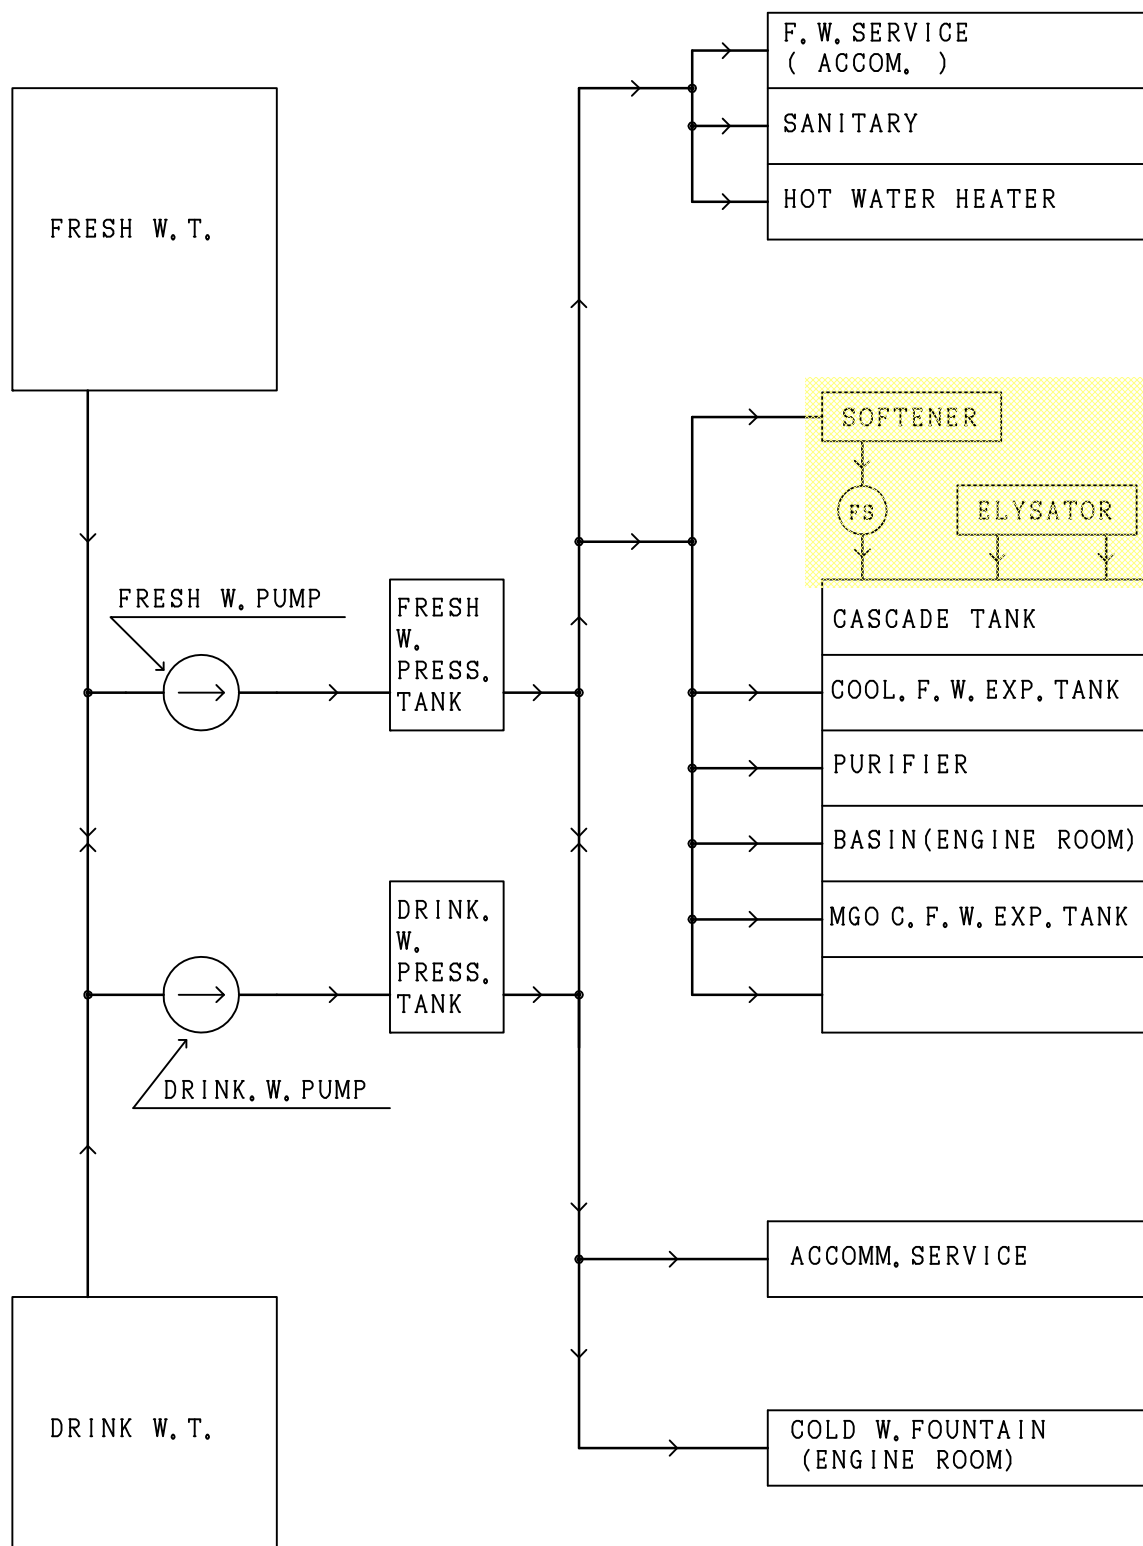 F. W. SERVICE
( ACCOM. )
SANITARY
HOT WATER HEATER
FRESH W. T.
SOFTENER
FS
ELYSATOR
FRESH W. PUMP
FRESH
W.
PRESS.
TANK
CASCADE TANK
COOL. F. W. EXP. TANK
PURIFIER
BASIN(ENGINE ROOM)
MGO C. F. W. EXP. TANK
DRINK.
W.
PRESS.
TANK
DRINK. W. PUMP
ACCOMM. SERVICE
DRINK W. T.
COLD W. FOUNTAIN
(ENGINE ROOM)